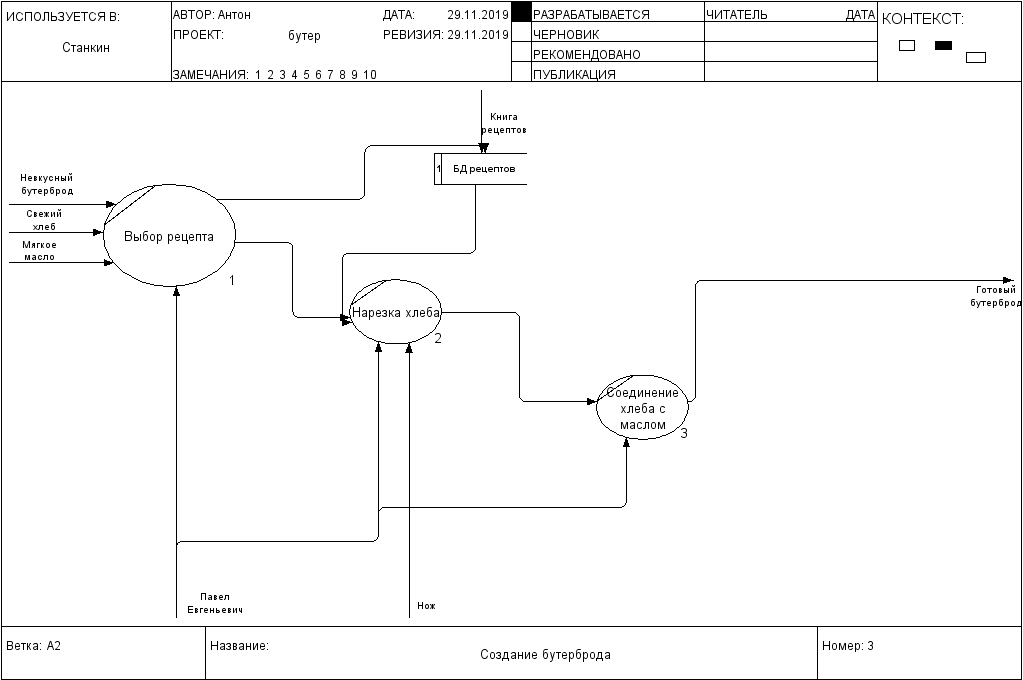 ИСПОЛЬЗУЕТСЯ В:
Станкин
АВТОР: Антон
ДАТА: 29.11.2019
ПРОЕКТ: бутер
РЕВИЗИЯ: 29.11.2019
ЗАМЕЧАНИЯ: 1 2 3 4 5 6 7 8 9 10
РАЗРАБАТЫВАЕТСЯ
ЧЕРНОВИК
РЕКОМЕНДОВАНО
ПУБЛИКАЦИЯ
ЧИТАТЕЛЬ ДАТА
КОНТЕКСТ:
Книга
рецептов
1 БД рецептов
Невкусный
бутерброд
Свежий
хлеб
Мягкое
масло
Выбор рецепта
1
Нарезка хлеба
2
Готовый
бутерброд
Соединение
хлеба с
маслом
3
Павел
Евгеньевич
Нож
Ветка: A2
Название:
Создание бутерброда
Номер: 3